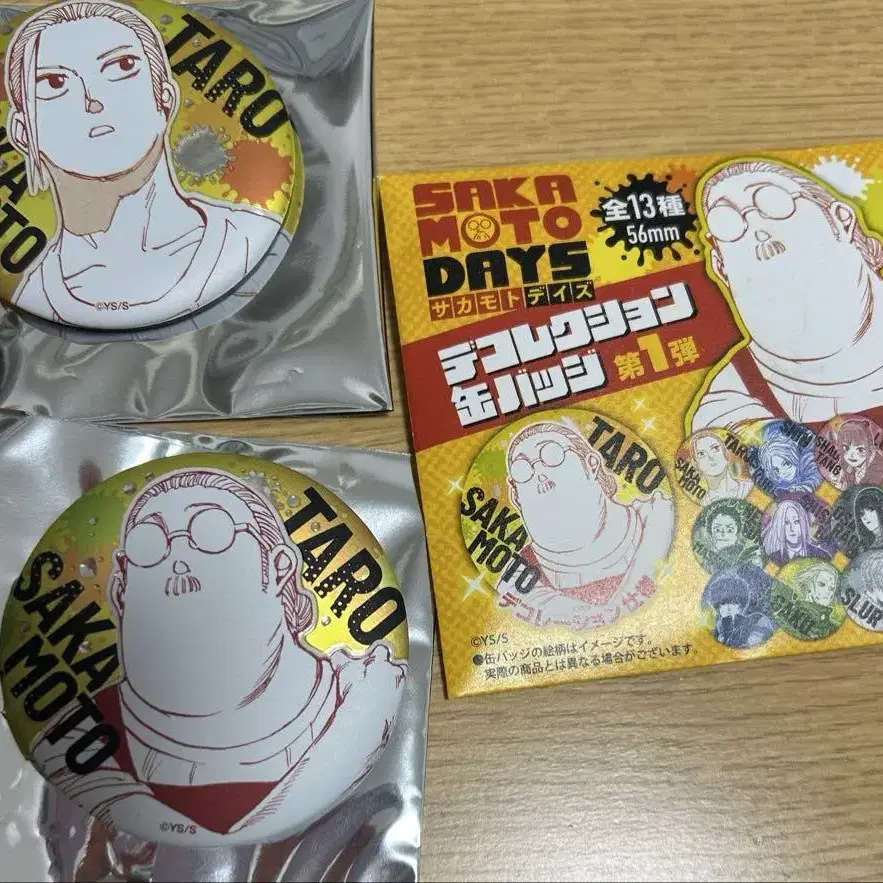 TARO
MOTO
©YS/S
TARO
SAKA
MOTO
©YS/S
SAKA
MOTO
DAYS
サカモトデイズ
全13種
56mm
デコレクション
缶バッジ 第1弾
TARO
SAKA
MOTO
デコレーション仕様
TARO
SAKA
MOTO
SLUR
©YS/S
●缶バッジの絵柄はイメージです。
実際の商品とは異なる場合がございます。